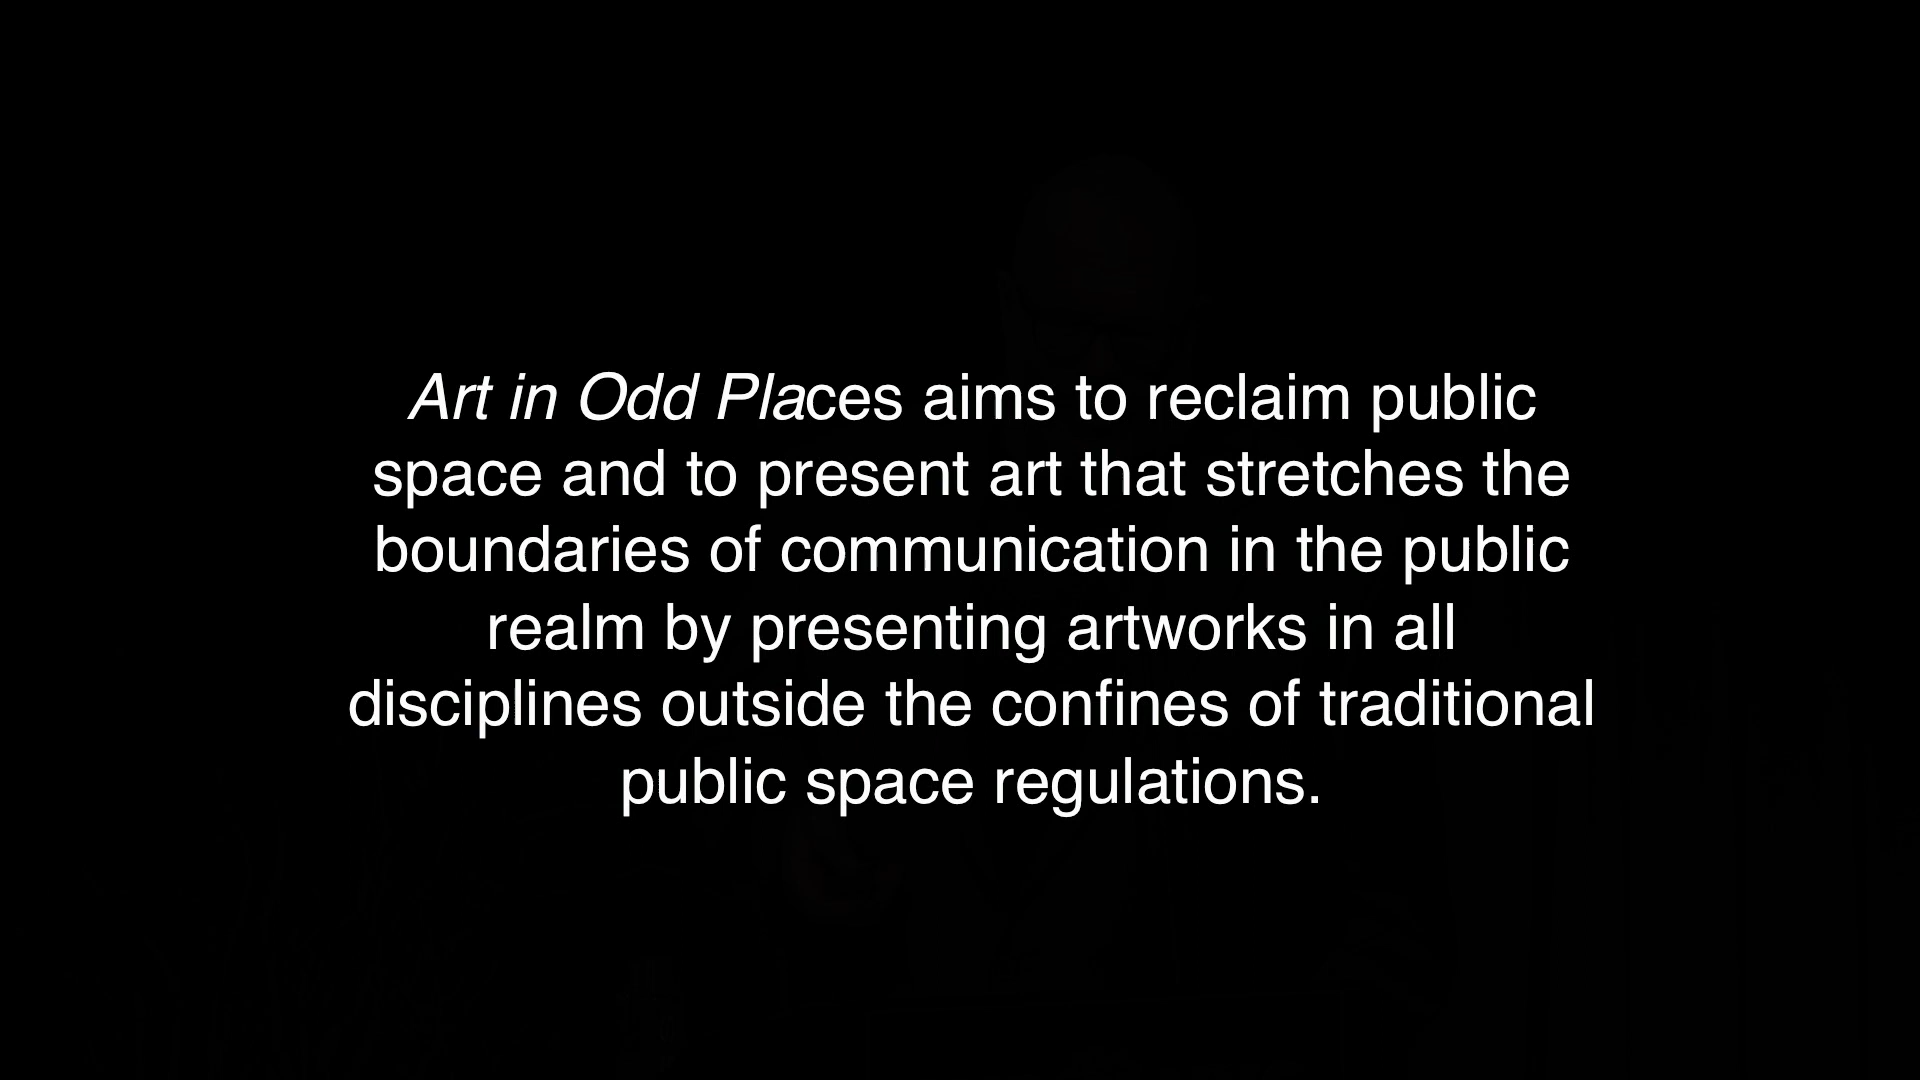 Art in Odd Places aims to reclaim public
space and to present art that stretches the
boundaries of communication in the public
realm by presenting artworks in all
disciplines outside the confines of traditional
public space regulations.